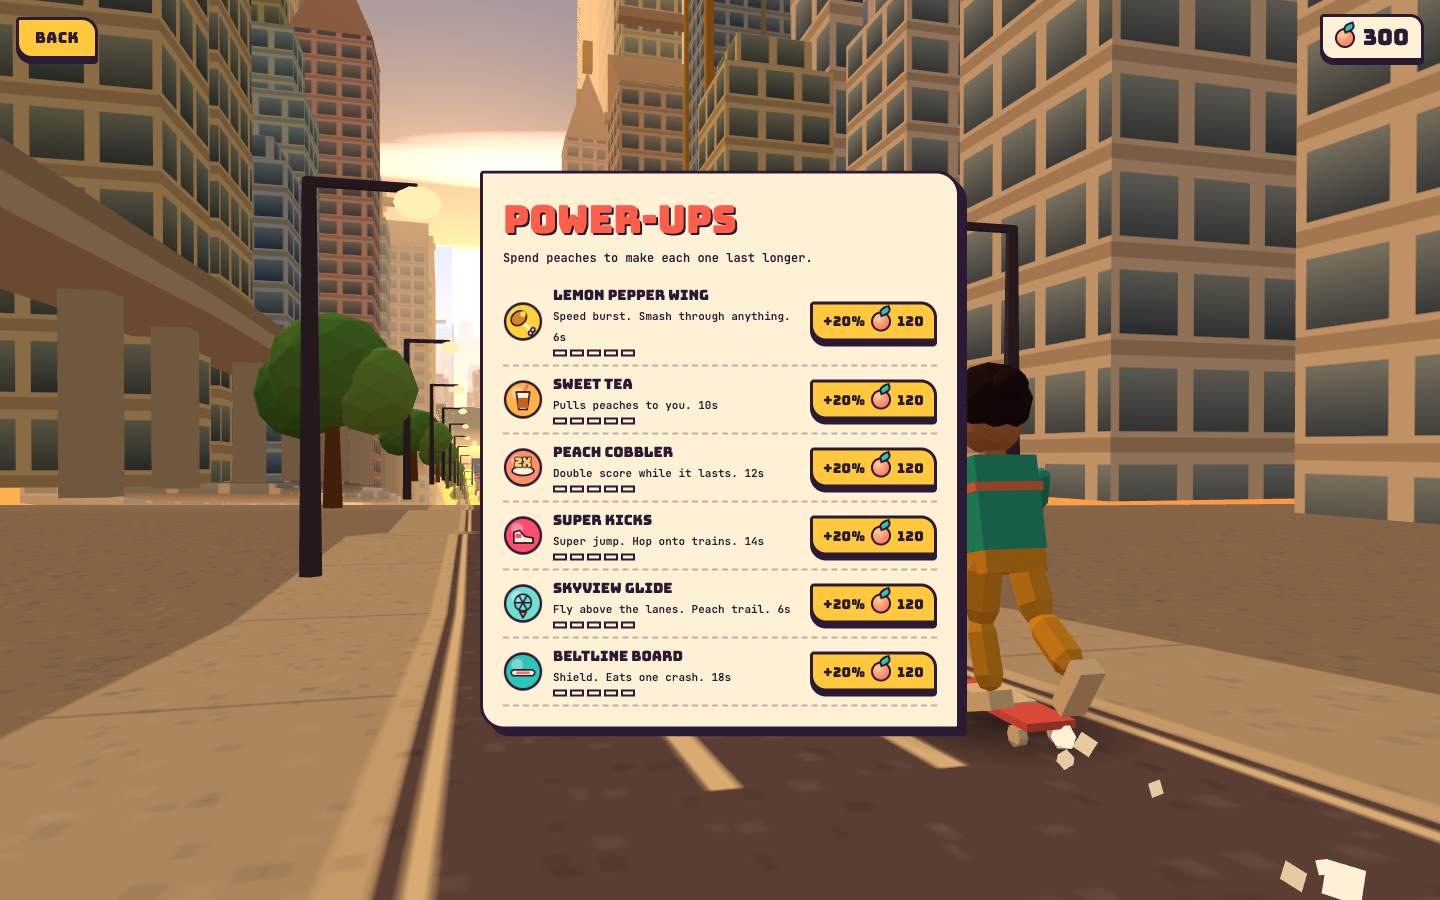 BACK
300
POWER-UPS
Spend peaches to make each one last longer.
LEMON PEPPER WING
Speed burst. Smash through anything.
6s
+20% 120
SWEET TEA
Pulls peaches to you. 10s
+20% 120
PEACH COBBLER
Double score while it lasts. 12s
2X
+20% 120
SUPER KICKS
Super jump. Hop onto trains. 14s
+20% 120
SKYVIEW GLIDE
Fly above the lanes. Peach trail. 6s
+20% 120
BELTLINE BOARD
Shield. Eats one crash. 18s
+20% 120